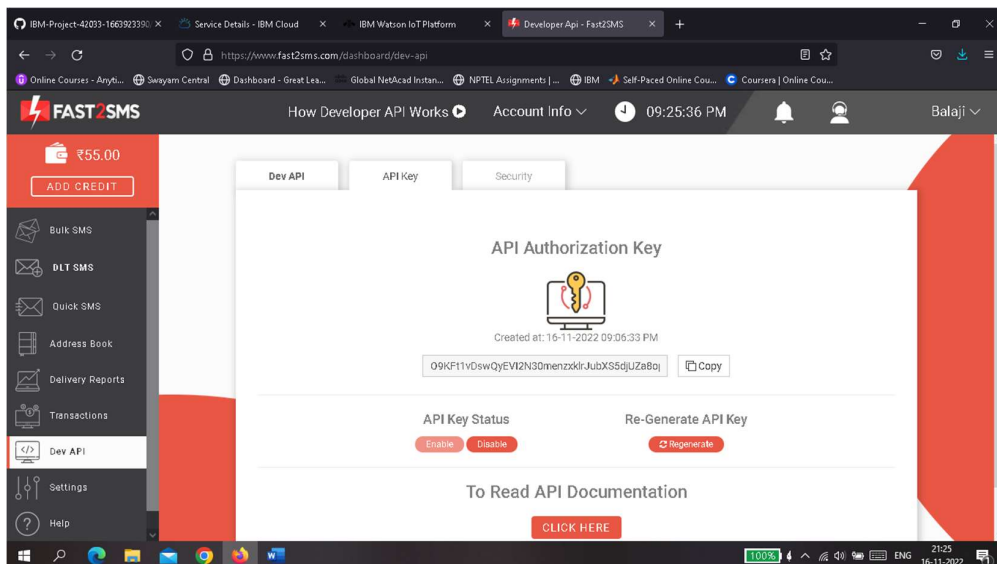 IBM-Project-42033-1663923390
Service Details - IBM Cloud
IBM Watson IoT Platform
Developer Api - Fast2SMS
https://www.fast2sms.com/dashboard/dev-api
Online Courses - Anyti...
Swayam Central
Dashboard - Great Lea...
Global NetAcad Instan...
NPTEL Assignments | ...
IBM
Self-Paced Online Cou...
Coursera | Online Cou...
FAST2SMS
How Developer API Works
Account Info
09:25:36 PM
Balaji
₹55.00
ADD CREDIT
Bulk SMS
DLT SMS
Quick SMS
Address Book
Delivery Reports
Transactions
Dev API
Settings
Help
Dev API
API Key
Security
API Authorization Key
Created at: 16-11-2022 09:06:33 PM
Copy
API Key Status
Enable
Disable
Re-Generate API Key
Regenerate
To Read API Documentation
CLICK HERE
100%
ENG
21:25
16-11-2022